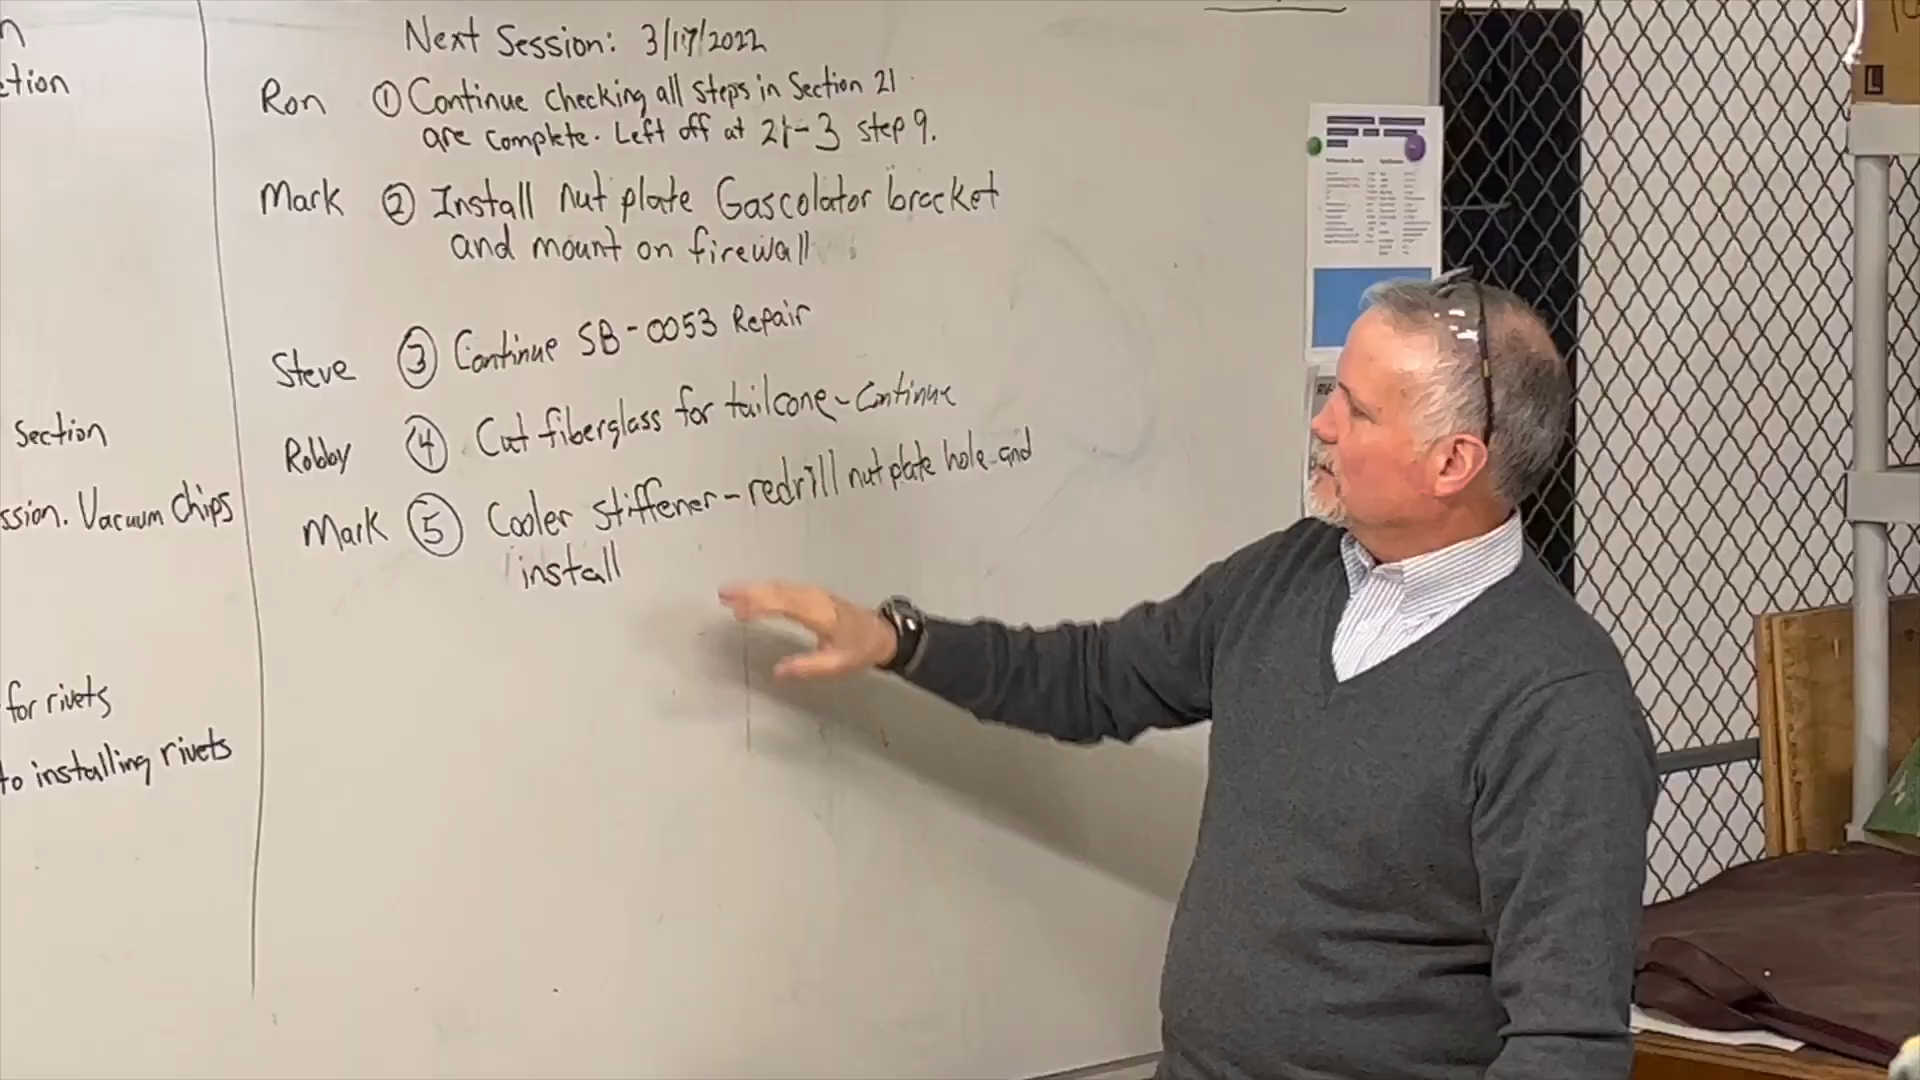 Next Session: 3/17/2022
Ron ① Continue checking all steps in Section 21
are complete. Left off at 21-3 step 9.
Mark ② Install nut plate Gascolator bracket
and mount on firewall
Steve ③ Continue SB-0053 Repair
Robby ④ Cut fiberglass for tailcone - continue
Mark ⑤ Cooler stiffener - redrill nut plate hole and
install
n
ction
Section
ssion. Vacuum chips
for rivets
to installing rivets
L